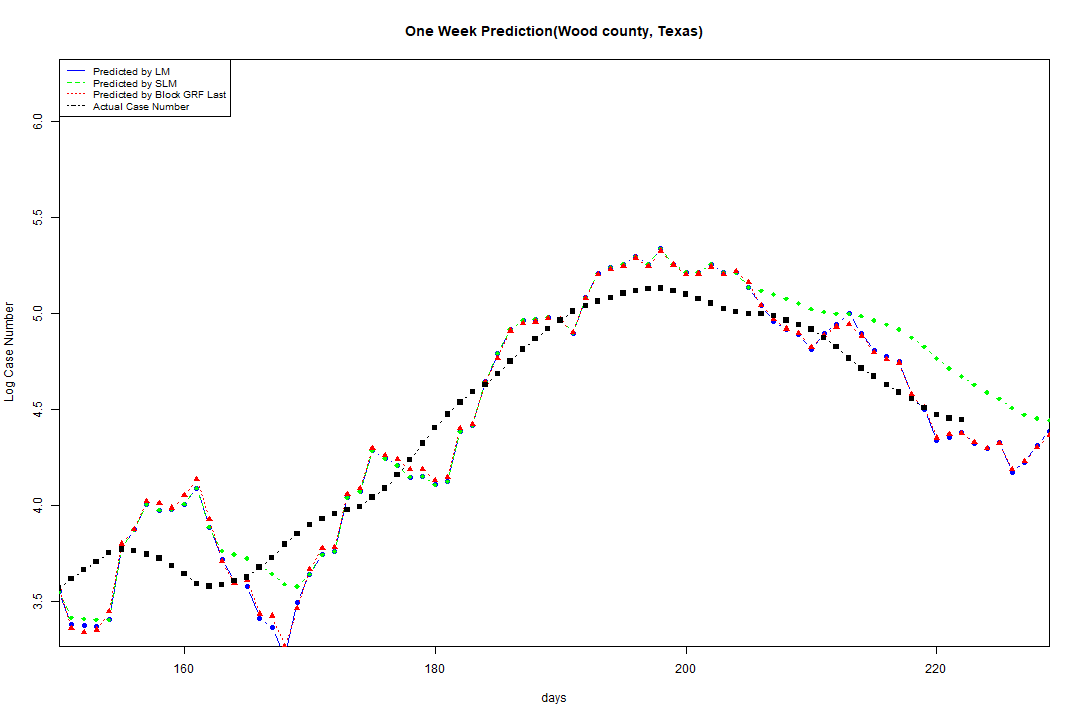 One Week Prediction(Wood county, Texas)
Predicted by LM
Predicted by SLM
Predicted by Block GRF Last
Actual Case Number
Log Case Number
6.0
5.5
5.0
4.5
4.0
3.5
160 180 200 220
days